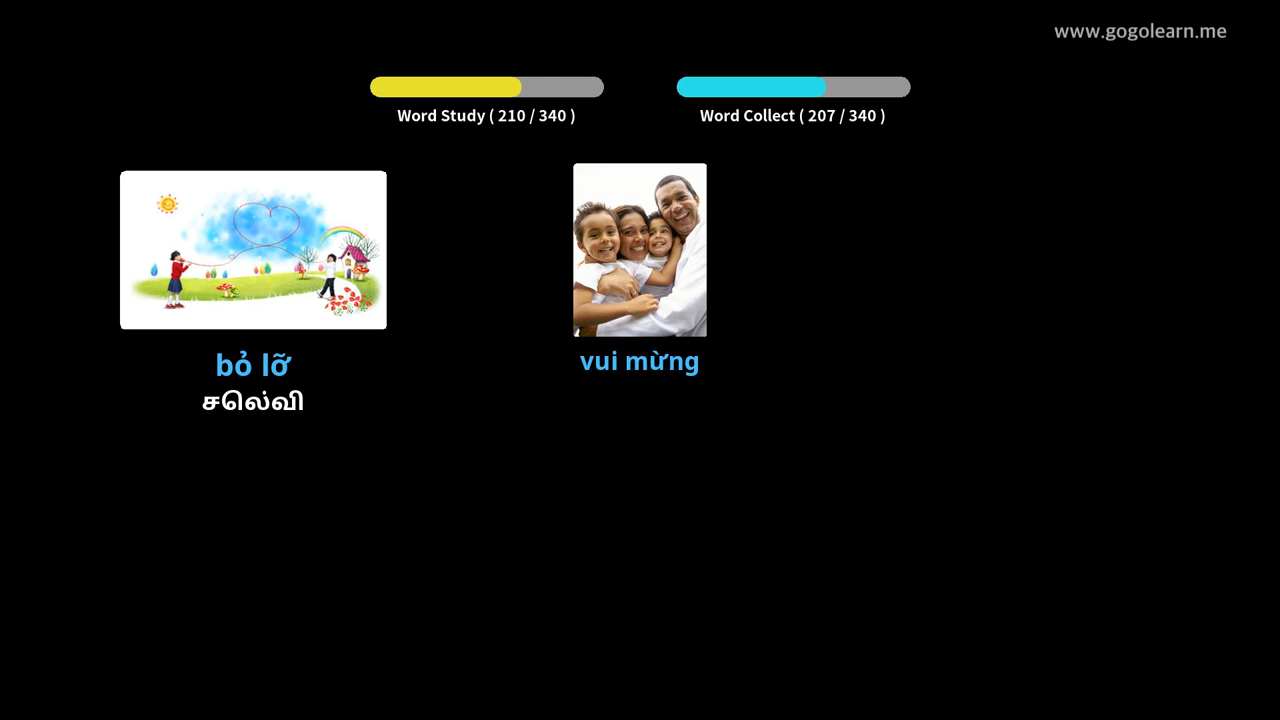 www.gogolearn.me
Word Study ( 210 / 340 )
Word Collect ( 207 / 340 )
bỏ lỡ
சலெ்வி
vui mừng